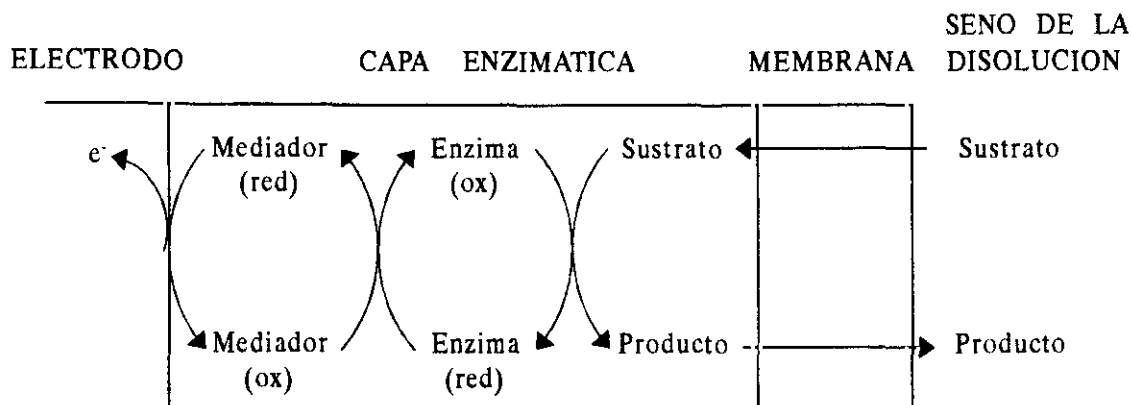 SENO DE LA
ELECTRODO CAPA ENZIMATICA MEMBRANA DISOLUCION
e- Mediador Enzima Sustrato Sustrato
(red) (ox)
Mediador Enzima Producto Producto
(ox) (red)